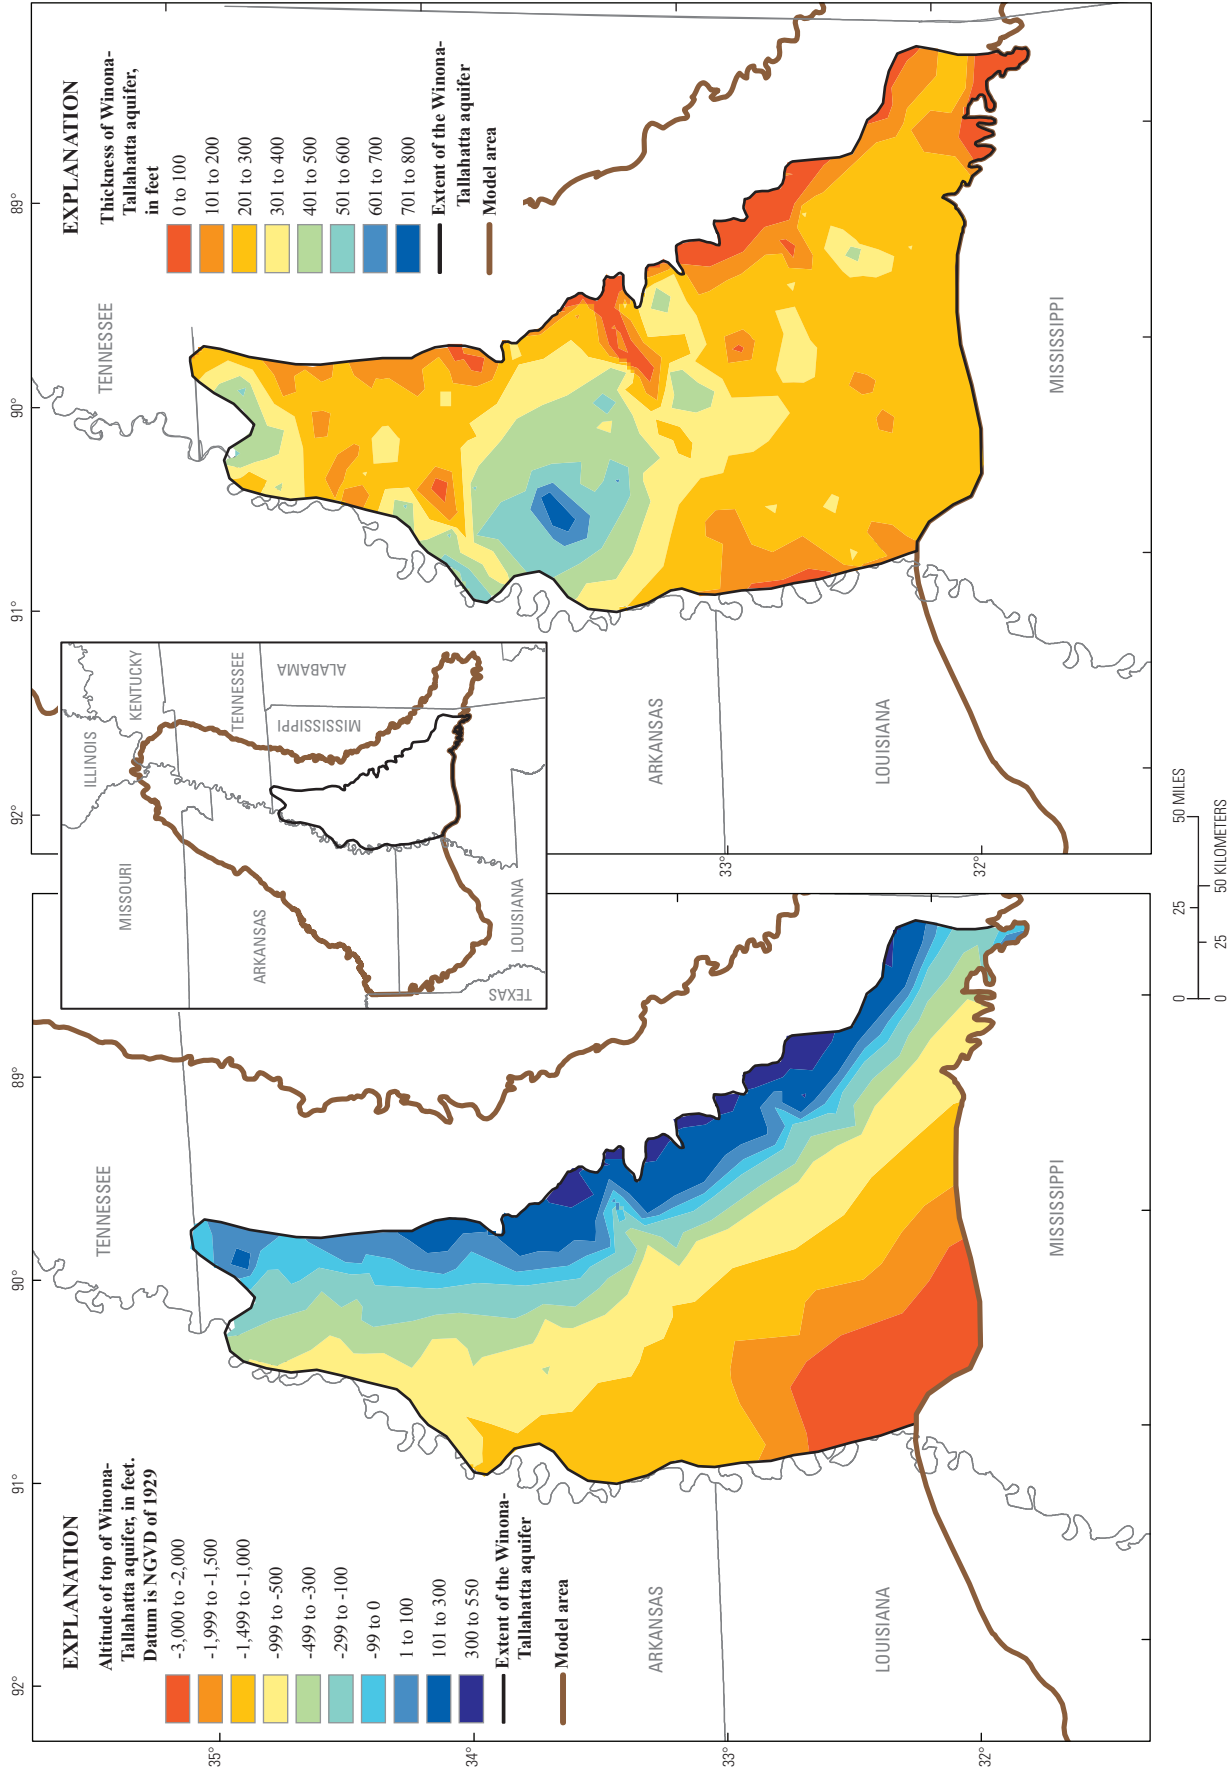 EXPLANATION
Altitude of top of Winona-
Tallahatta aquifer, in feet.
Datum is NGVD of 1929
-3,000 to -2,000
-1,999 to -1,500
-1,499 to -1,000
-999 to -500
-499 to -300
-299 to -100
-99 to 0
1 to 100
101 to 300
300 to 550
Extent of the Winona-
Tallahatta aquifer
Model area
92°
91°
90°
89°
35°
34°
33°
32°
TENNESSEE
ARKANSAS
LOUISIANA
MISSISSIPPI
EXPLANATION
Thickness of Winona-
Tallahatta aquifer,
in feet
0 to 100
101 to 200
201 to 300
301 to 400
401 to 500
501 to 600
601 to 700
701 to 800
Extent of the Winona-
Tallahatta aquifer
Model area
92°
91°
90°
89°
33°
32°
TENNESSEE
ARKANSAS
LOUISIANA
MISSISSIPPI
MISSOURI
ILLINOIS
KENTUCKY
TENNESSEE
ARKANSAS
MISSISSIPPI
ALABAMA
TEXAS
LOUISIANA
0 25 50 MILES
0 25 50 KILOMETERS